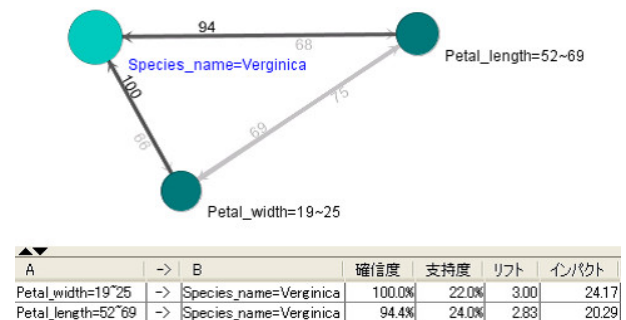 94
68
Petal_length=52~69
Species_name=Verginica
100
66
69
75
Petal_width=19~25
A -> B 確信度 支持度 リフト インパクト
Petal_width=19~25 -> Species_name=Verginica 100.0% 22.0% 3.00 24.17
Petal_length=52~69 -> Species_name=Verginica 94.4% 24.0% 2.83 20.29